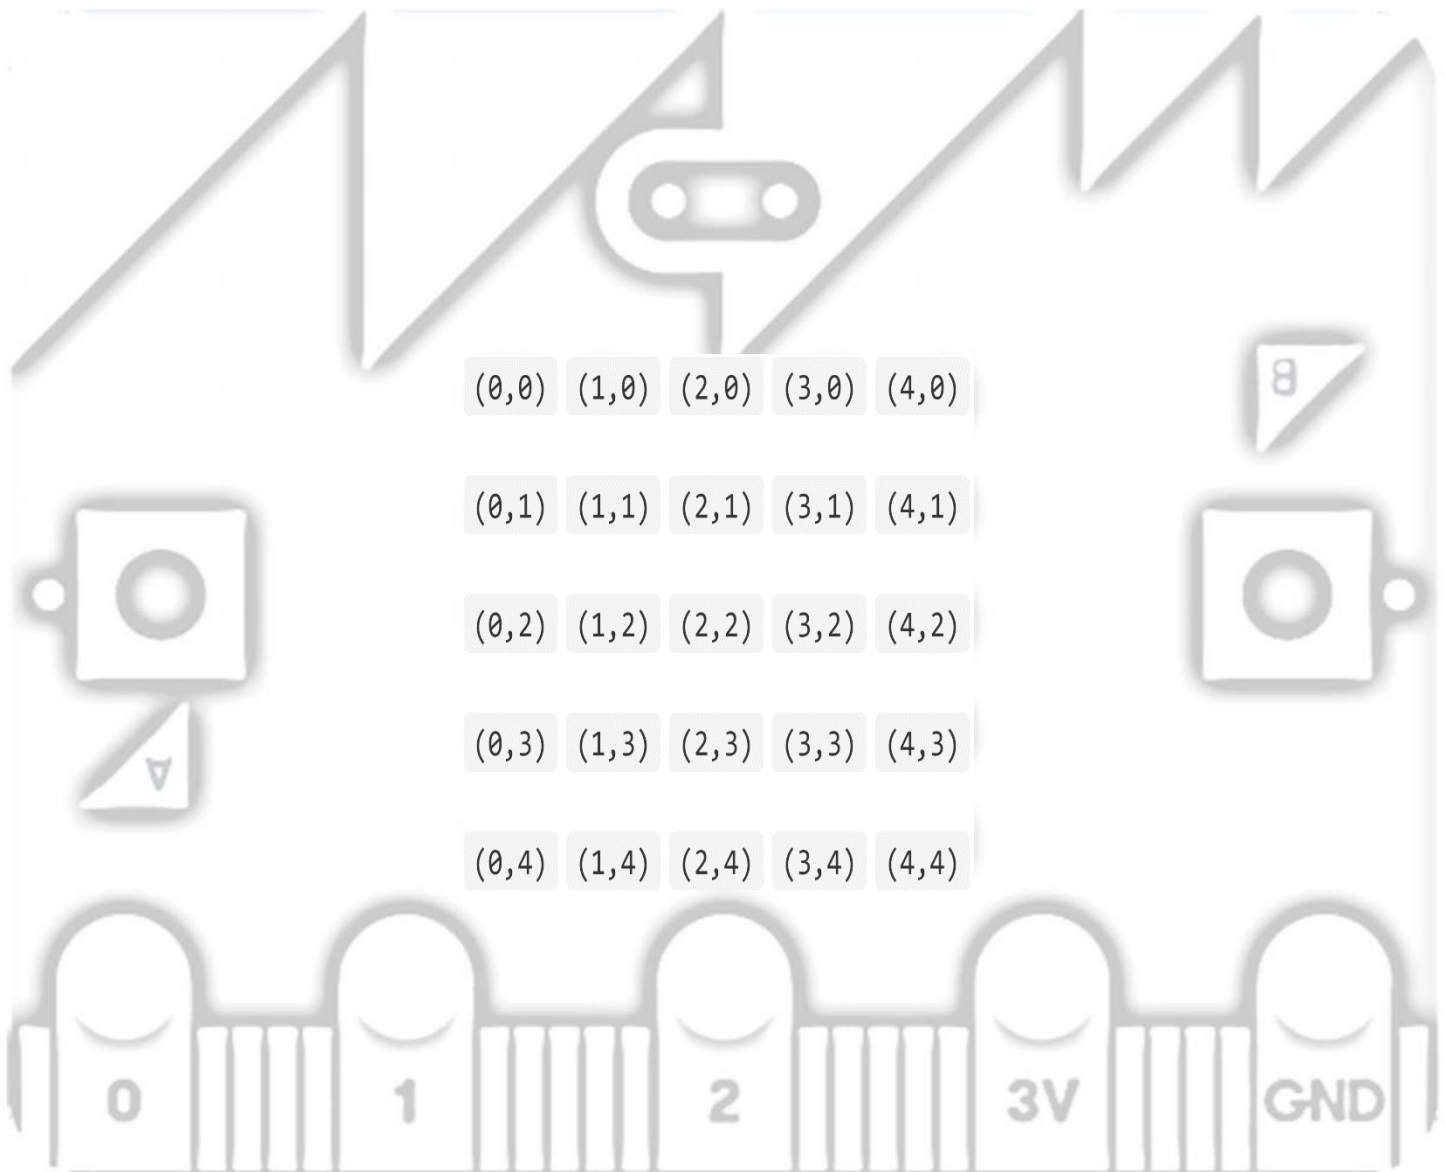 (0,0) (1,0) (2,0) (3,0) (4,0)
B
(0,1) (1,1) (2,1) (3,1) (4,1)
(0,2) (1,2) (2,2) (3,2) (4,2)
(0,3) (1,3) (2,3) (3,3) (4,3)
A
(0,4) (1,4) (2,4) (3,4) (4,4)
0 1 2 3V GND